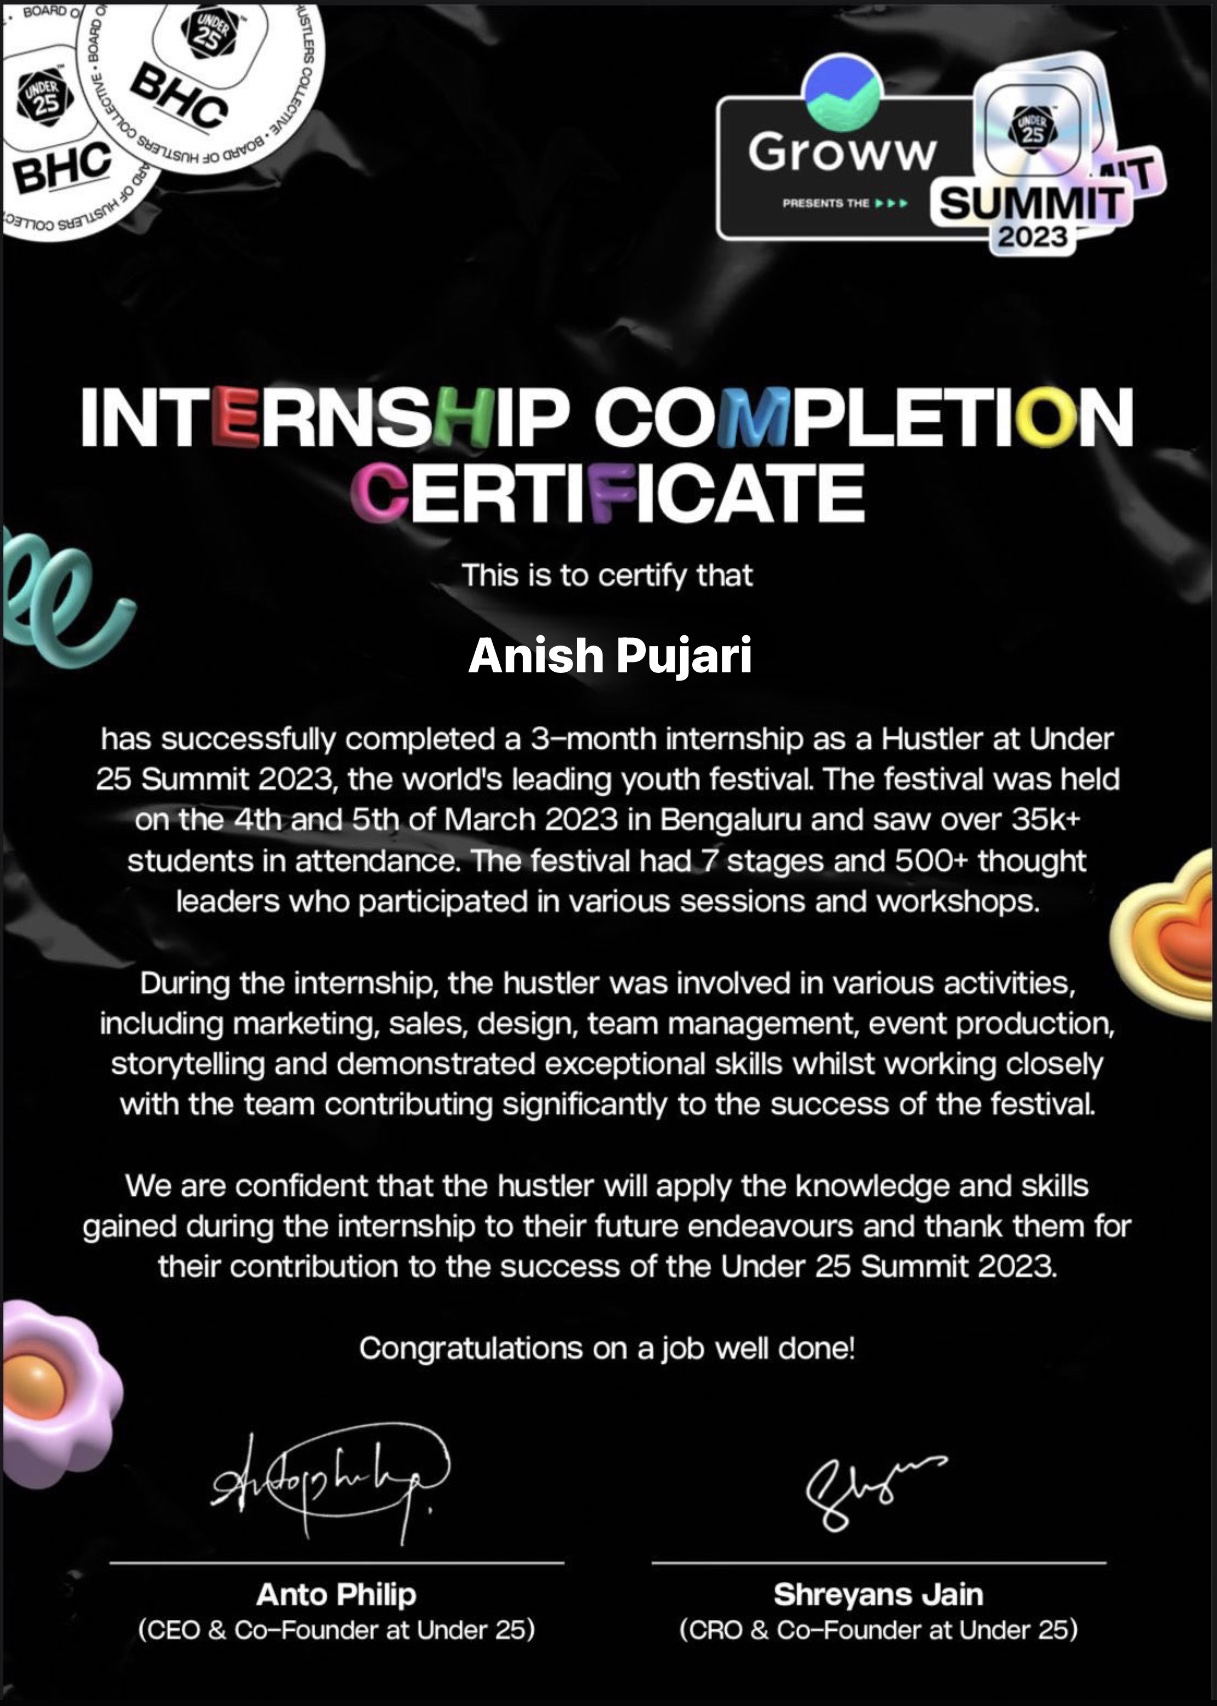 BOARD O
UNDER
25
BHC
ARD OF HUSTLERS COLLECT
UNDER
25
BHC
BOARD OF HUSTLERS COLLECTIVE • BOARD O
HUSTLERS COLLECTIVE •
Groww
PRESENTS THE
UNDER
25
SUMMIT
MIT
2023
INTERNSHIP COMPLETION
CERTIFICATE
This is to certify that
Anish Pujari
has successfully completed a 3-month internship as a Hustler at Under
25 Summit 2023, the world's leading youth festival. The festival was held
on the 4th and 5th of March 2023 in Bengaluru and saw over 35k+
students in attendance. The festival had 7 stages and 500+ thought
leaders who participated in various sessions and workshops.
During the internship, the hustler was involved in various activities,
including marketing, sales, design, team management, event production,
storytelling and demonstrated exceptional skills whilst working closely
with the team contributing significantly to the success of the festival.
We are confident that the hustler will apply the knowledge and skills
gained during the internship to their future endeavours and thank them for
their contribution to the success of the Under 25 Summit 2023.
Congratulations on a job well done!
Anto Philip
(CEO & Co-Founder at Under 25)
Shreyans Jain
(CRO & Co-Founder at Under 25)